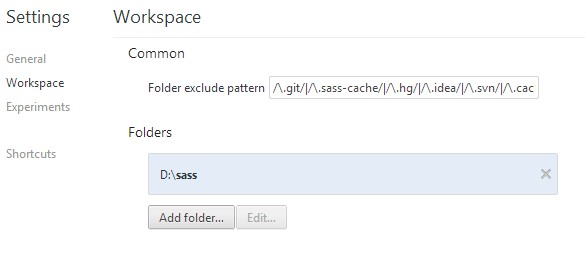 Settings
General
Workspace
Experiments
Shortcuts
Workspace
Common
Folder exclude pattern /\.git/|/\.sass-cache/|/\.hg/|/\.idea/|/\.svn/|/\.cac
Folders
D:\sass
Add folder... Edit...